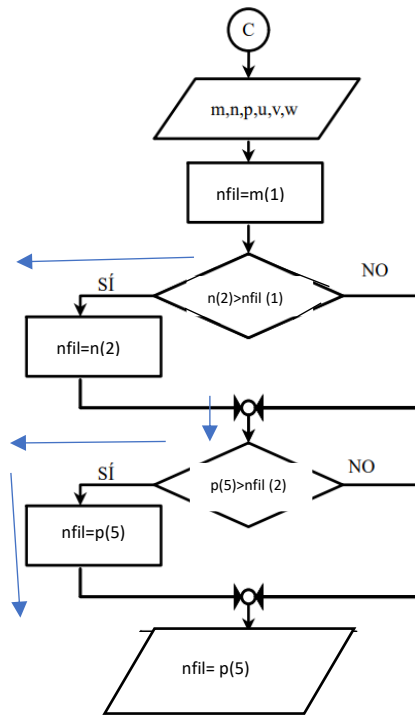 C
m,n,p,u,v,w
nfil=m(1)
NO
SÍ
n(2)>nfil (1)
nfil=n(2)
NO
SÍ
p(5)>nfil (2)
nfil=p(5)
nfil= p(5)